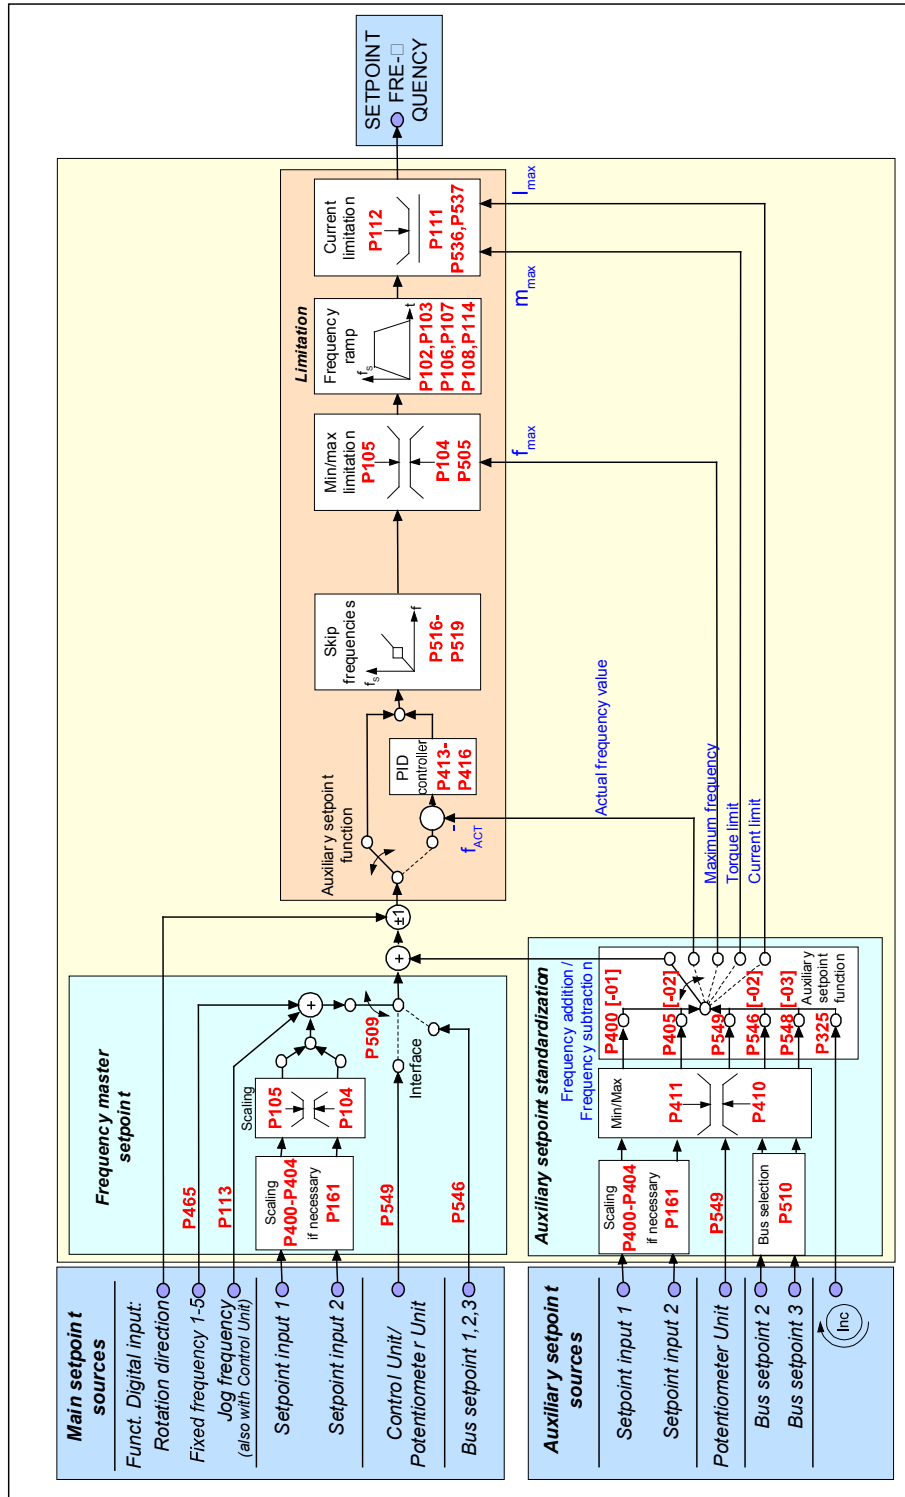 Main setpoint
sources
Funct. Digital input:
Rotation direction
Fixed frequency 1-5
Jog frequency
(also with Control Unit)
Setpoint input 1
Setpoint input 2
Control Unit/
Potentiometer Unit
Bus setpoint 1,2,3
Auxiliary setpoint
sources
Setpoint input 1
Setpoint input 2
Potentiometer Unit
Bus setpoint 2
Bus setpoint 3
Inc
Frequency master
setpoint
P465
P113
Scaling
P400-P404
if necessary
P161
Scaling
P105
P104
P549
P546
P509
Interface
+
+
±1
Auxiliary setpoint standardization
Scaling
P400-P404
if necessary
P161
P549
Bus selection
P510
Min/Max
P411
P410
Frequency addition /
Frequency subtraction
P400 [-01]
P405 [-02]
P549
P546 [-02]
P548 [-03]
P325
Auxiliary
setpoint
function
Limitation
Auxiliary setpoint
function
fACT
-
PID
controller
P413-
P416
Skip
frequencies
fs
f
P516-
P519
Min/max
limitation
P105
P104
P505
Frequency
ramp
fs
t
P102,P103
P106,P107
P108,P114
Current
limitation
P112
P111
P536,P537
Actual frequency value
Maximum frequency
Torque limit
Current limit
fmax
mmax
Imax
SETPOINT
FRE-□
QUENCY